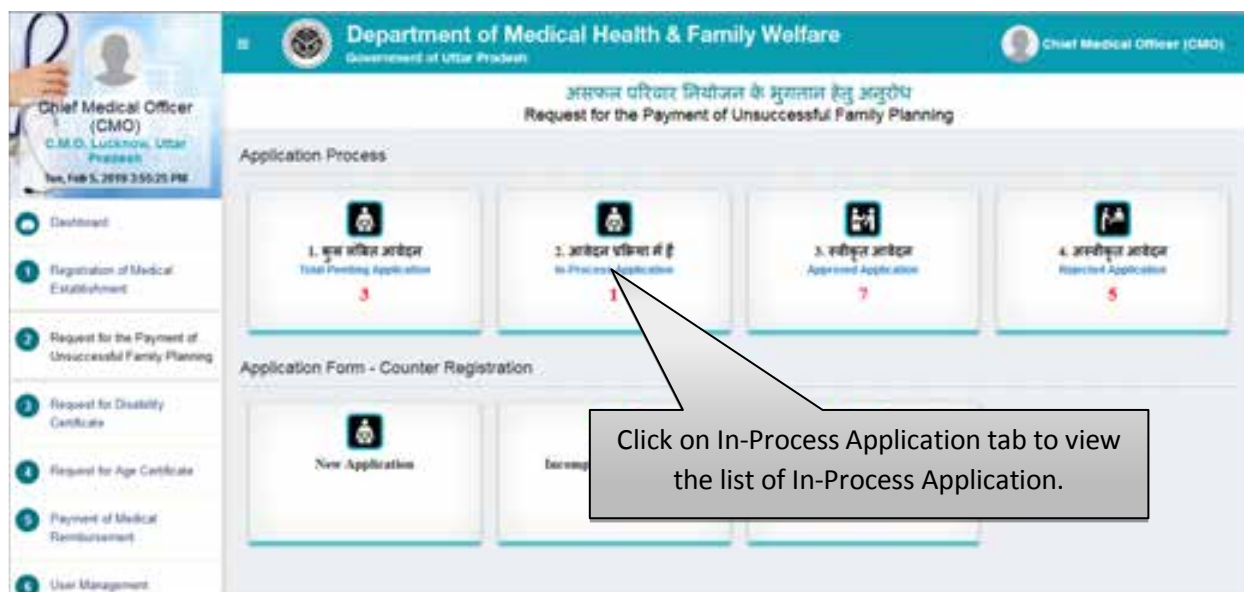 Department of Medical Health & Family Welfare
Government of Uttar Pradesh
Chief Medical Officer (CMO)
Chief Medical Officer
(CMO)
C.M.O, Lucknow, Uttar
Pradesh
Tue, Feb 5, 2019 3:55:25 PM
असफल परिवार नियोजन के भुगतान हेतु अनुरोध
Request for the Payment of Unsuccessful Family Planning
Application Process
1. कुल लंबित आवेदन
Total Pending Application
3
2. आवेदन प्रक्रिया में है
In-Process Application
1
3. स्वीकृत आवेदन
Approved Application
7
4. अस्वीकृत आवेदन
Rejected Application
5
Dashboard
1 Registration of Medical
Establishment
2 Request for the Payment of
Unsuccessful Family Planning
3 Request for Disability
Certificate
4 Request for Age Certificate
5 Payment of Medical
Reimbursement
6 User Management
Application Form - Counter Registration
New Application
Click on In-Process Application tab to view
the list of In-Process Application.